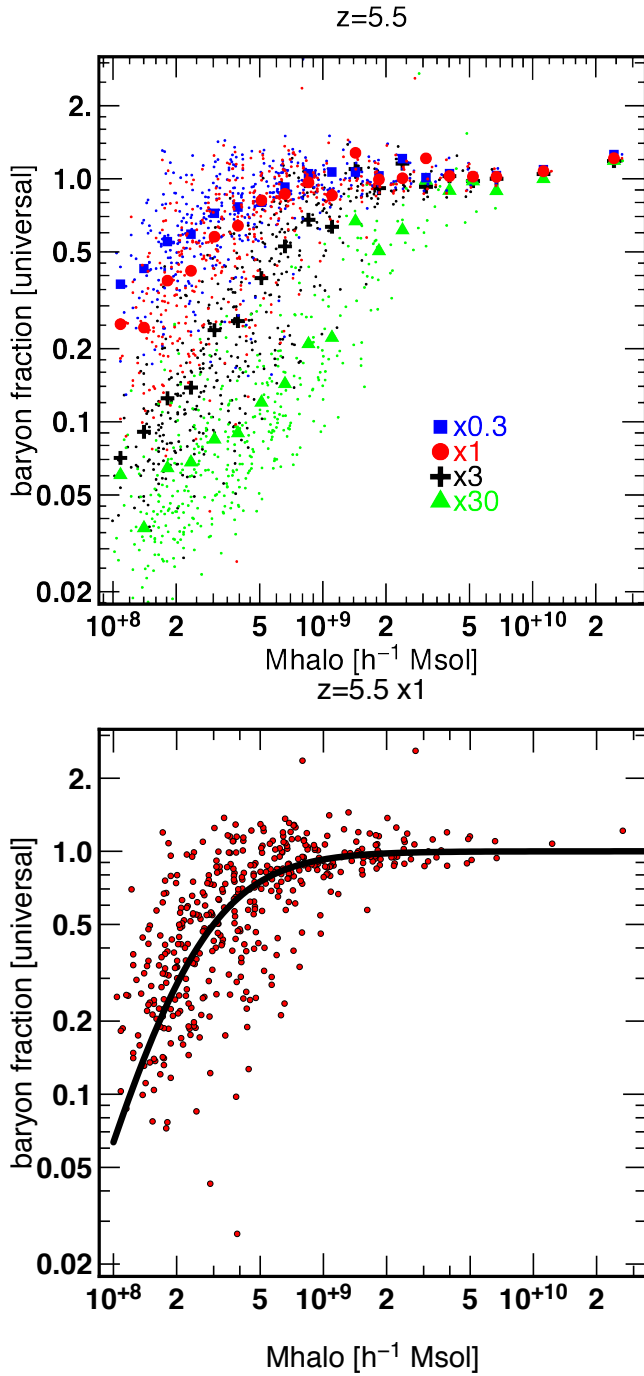 z=5.5
baryon fraction [universal]
2.
1.0
0.5
0.2
0.1
0.05
0.02
x0.3
x1
x3
x30
10+8 2 5 10+9 2 5 10+10 2
Mhalo [h−1 Msol]
z=5.5 x1
baryon fraction [universal]
2.
1.0
0.5
0.2
0.1
0.05
0.02
10+8 2 5 10+9 2 5 10+10 2
Mhalo [h−1 Msol]